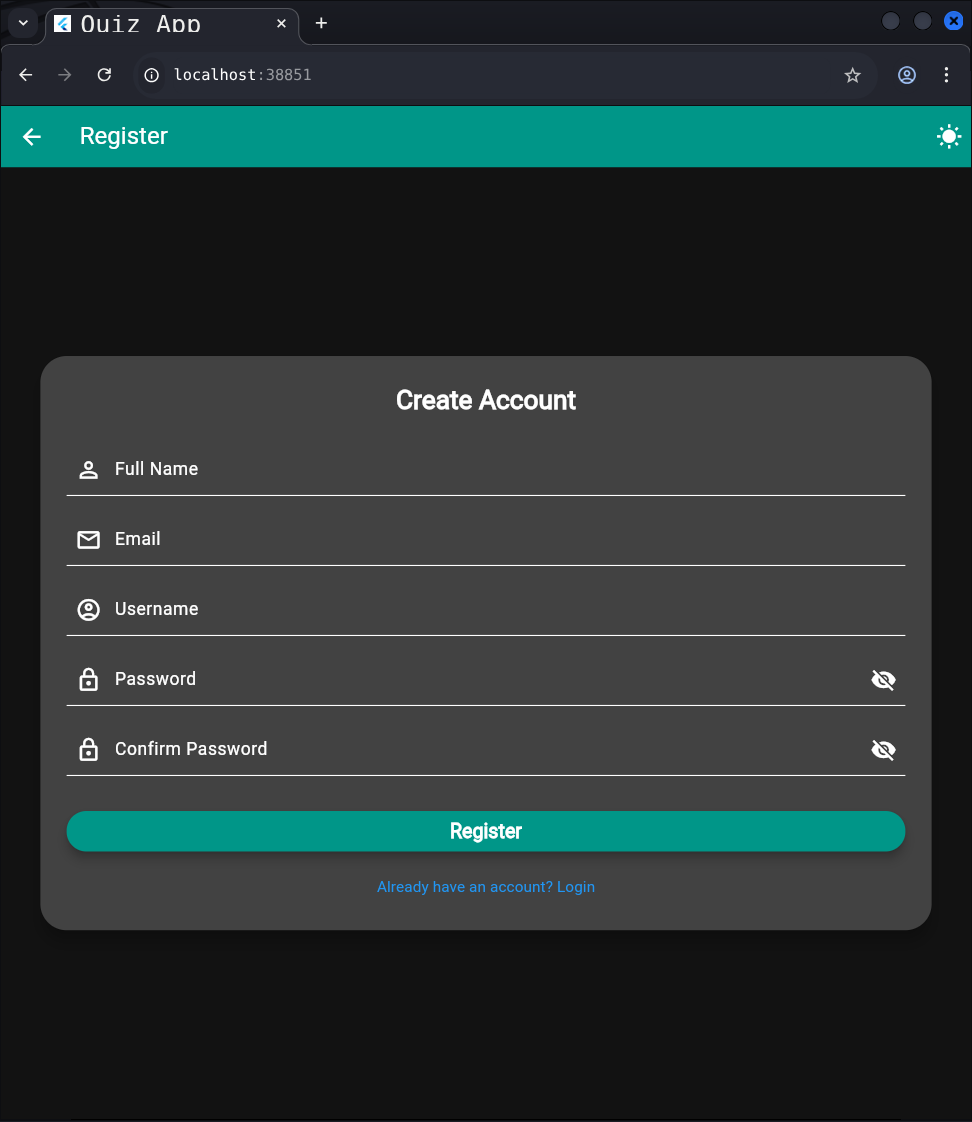 Quiz App
localhost:38851
Register
Create Account
Full Name
Email
Username
Password
Confirm Password
Register
Already have an account? Login